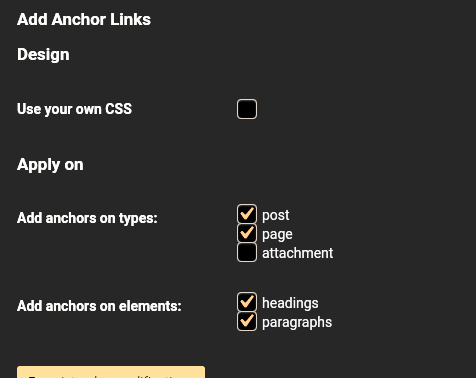 Add Anchor Links
Design
Use your own CSS
Apply on
Add anchors on types:
post
page
attachment
Add anchors on elements:
headings
paragraphs